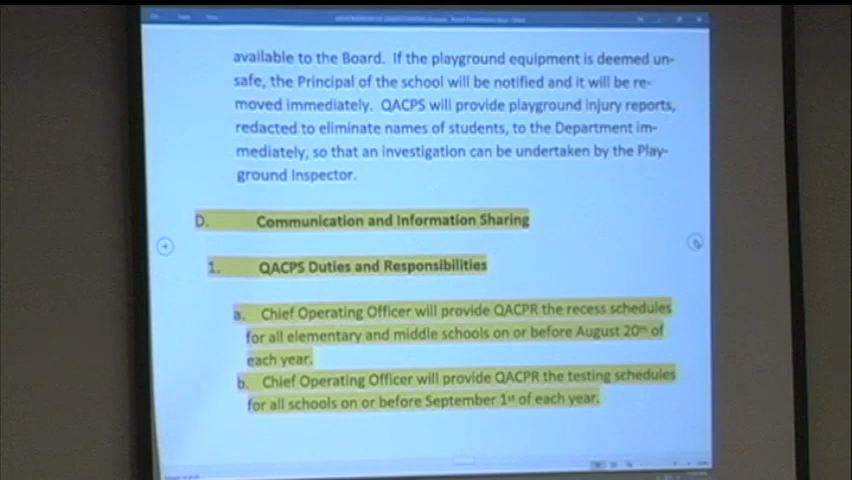 available to the Board. If the playground equipment is deemed un-
safe, the Principal of the school will be notified and it will be re-
moved immediately. QACPS will provide playground injury reports,
redacted to eliminate names of students, to the Department im-
mediately, so that an investigation can be undertaken by the Play-
ground Inspector.
D. Communication and Information Sharing
1. QACPS Duties and Responsibilities
a. Chief Operating Officer will provide QACPR the recess schedules
for all elementary and middle schools on or before August 20th of
each year.
b. Chief Operating Officer will provide QACPR the testing schedules
for all schools on or before September 1st of each year.